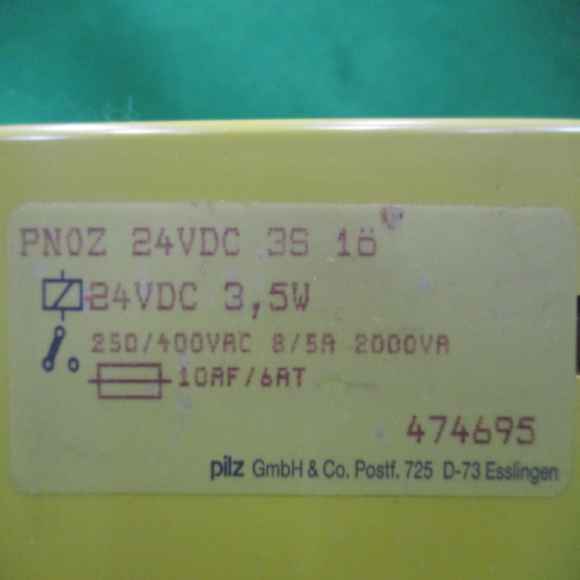 PNOZ 24VDC 3S 1ö
24VDC 3,5W
250/400VAC 8/5A 2000VA
10AF/6AT
474695
pilz GmbH & Co. Postf. 725 D-73 Esslingen